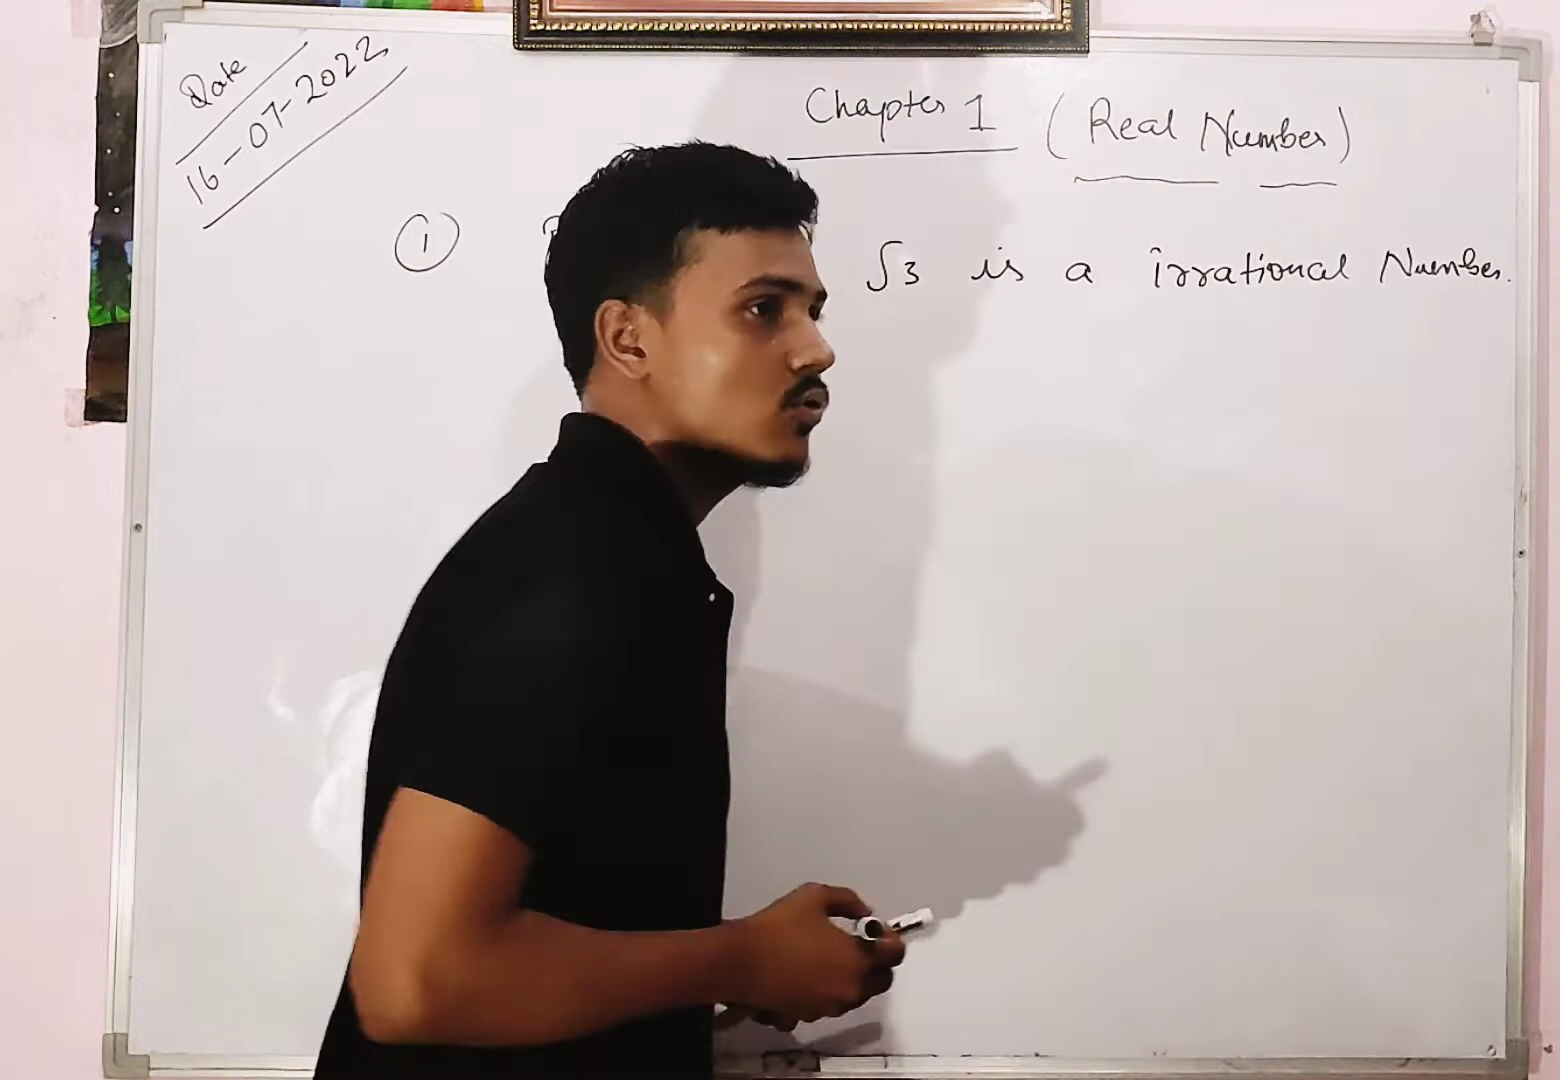 Date
16-07-2022
Chapter 1 (Real Number)
1 √3 is a irrational Number.